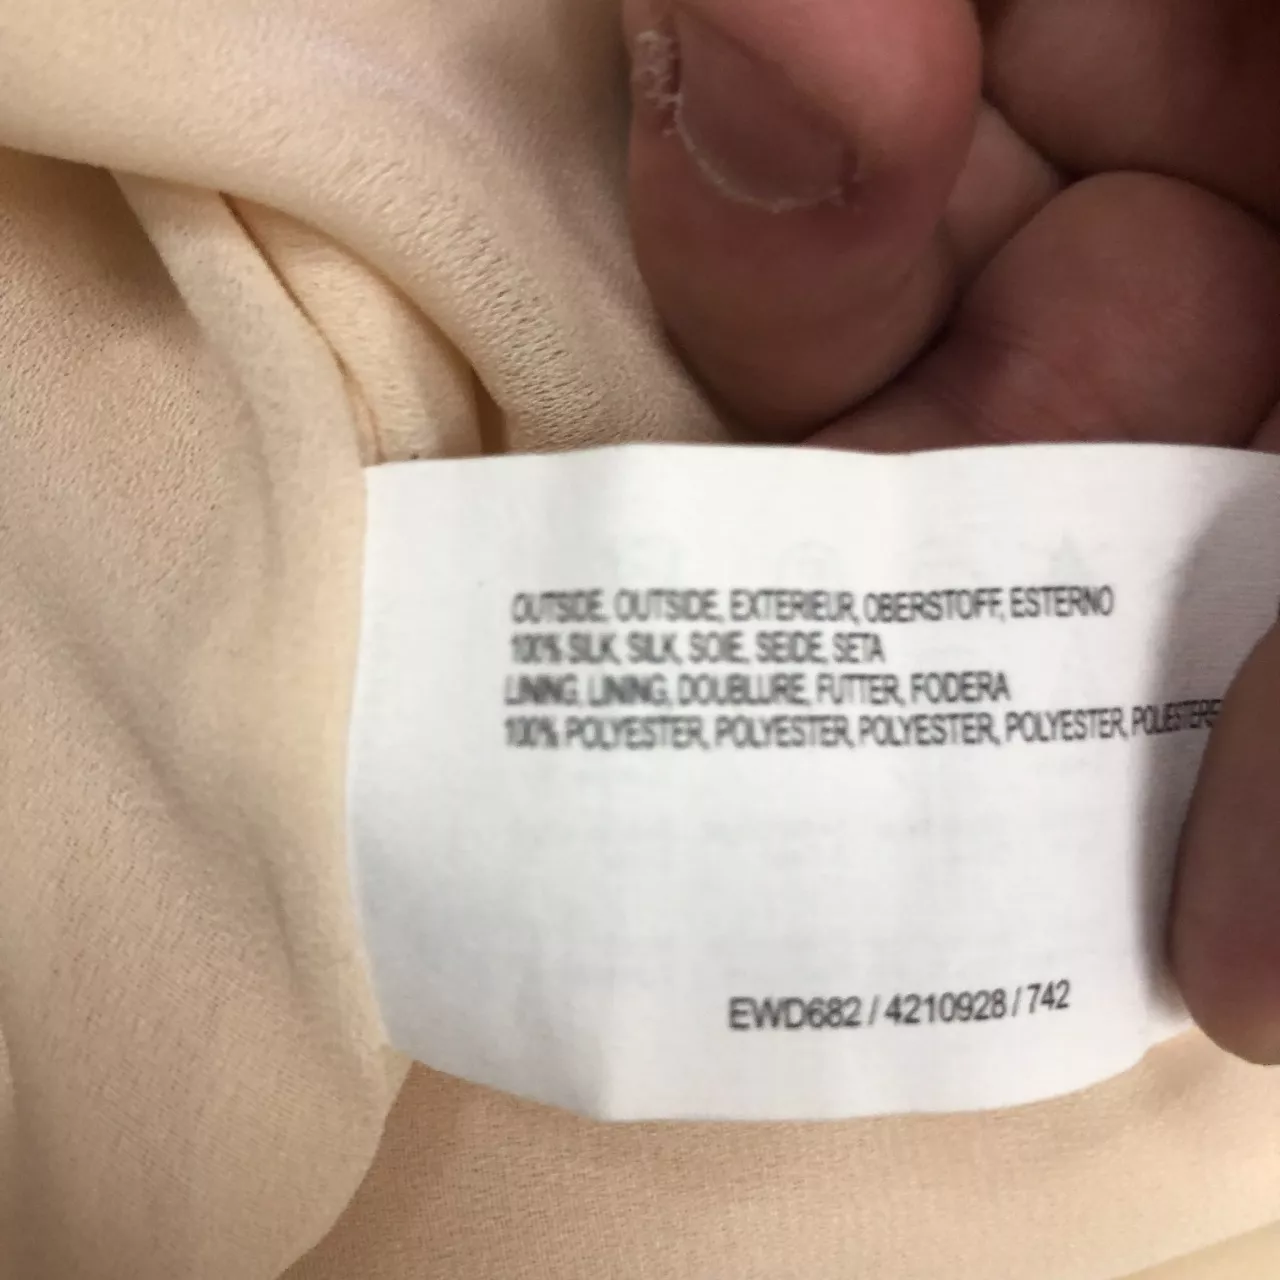 OUTSIDE, OUTSIDE, EXTERIEUR, OBERSTOFF, ESTERNO
100% SILK, SILK, SOIE, SEIDE, SETA
LINING, LINING, DOUBLURE, FUTTER, FODERA
100% POLYESTER, POLYESTER, POLYESTER, POLYESTER, POLIESTERE
EWD682 / 4210928 / 742